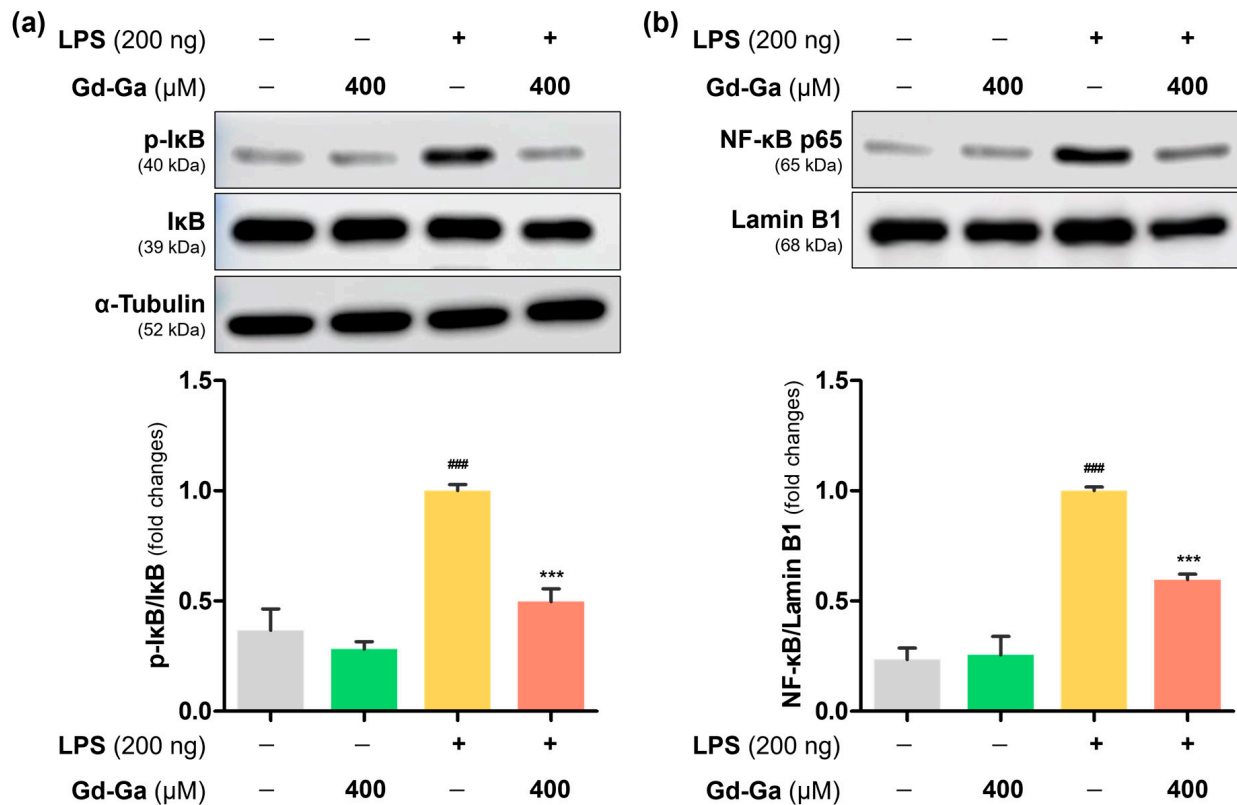 (a)
LPS (200 ng) – – + +
Gd-Ga (μM) – 400 – 400
p-IκB
(40 kDa)
IκB
(39 kDa)
α-Tubulin
(52 kDa)
p-IκB/IκB (fold changes)
1.5
1.0
0.5
0.0
###
***
LPS (200 ng) – – + +
Gd-Ga (μM) – 400 – 400
(b)
LPS (200 ng) – – + +
Gd-Ga (μM) – 400 – 400
NF-κB p65
(65 kDa)
Lamin B1
(68 kDa)
NF-κB/Lamin B1 (fold changes)
1.5
1.0
0.5
0.0
###
***
LPS (200 ng) – – + +
Gd-Ga (μM) – 400 – 400